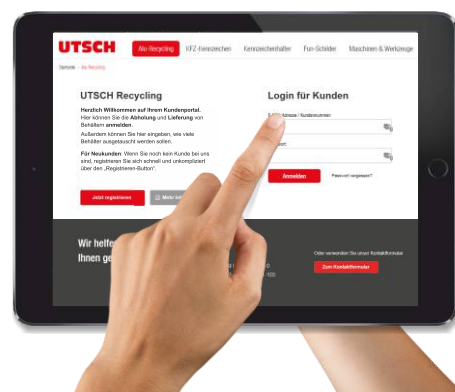 UTSCH
Alu-Recycling
KFZ-Kennzeichen
Kennzeichenhalter
Fun-Schilder
Maschinen & Werkzeuge
Startseite Alu-Recycling
UTSCH Recycling
Herzlich Willkommen auf Ihrem Kundenportal.
Hier können Sie die Abholung und Lieferung von
Behältern anmelden.
Außerdem können Sie hier eingeben, wie viele
Behälter ausgetauscht werden sollen.
Für Neukunden: Wenn Sie noch kein Kunde bei uns
sind, registrieren Sie sich schnell und unkompliziert
über den „Registrieren-Button“.
Jetzt registrieren
Mehr
Login für Kunden
Adresse / Kundennummer:
Anmelden
Passwort vergessen?
Wir helfe
Ihnen ge
Oder verwenden Sie unser Kontaktformular
Zum Kontaktformular